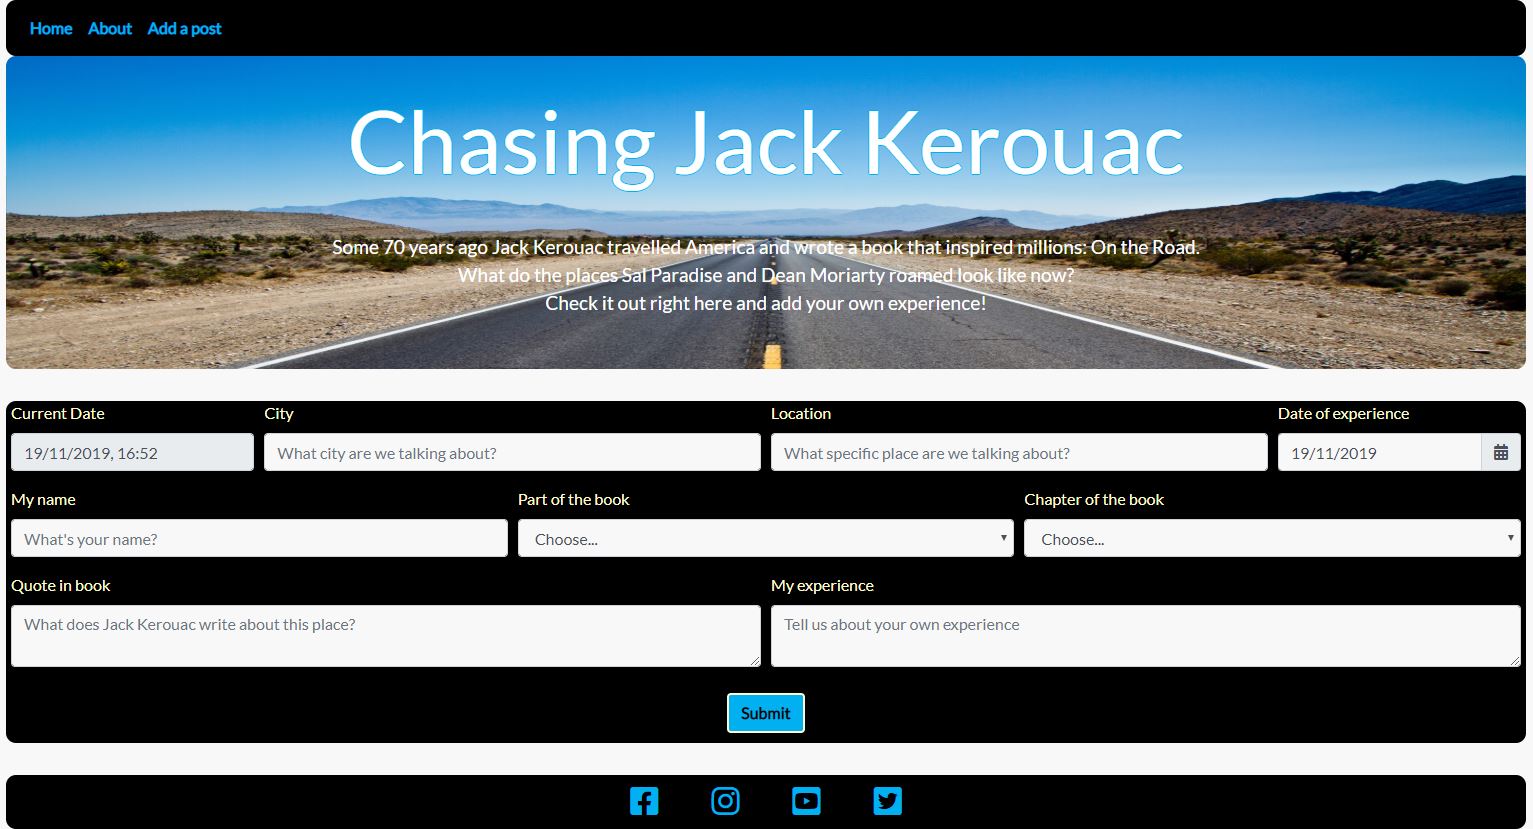 Home About Add a post
Chasing Jack Kerouac
Some 70 years ago Jack Kerouac travelled America and wrote a book that inspired millions: On the Road.
What do the places Sal Paradise and Dean Moriarty roamed look like now?
Check it out right here and add your own experience!
Current Date City Location Date of experience
19/11/2019, 16:52 What city are we talking about? What specific place are we talking about? 19/11/2019
My name Part of the book Chapter of the book
What's your name? Choose... Choose...
Quote in book My experience
What does Jack Kerouac write about this place? Tell us about your own experience
Submit